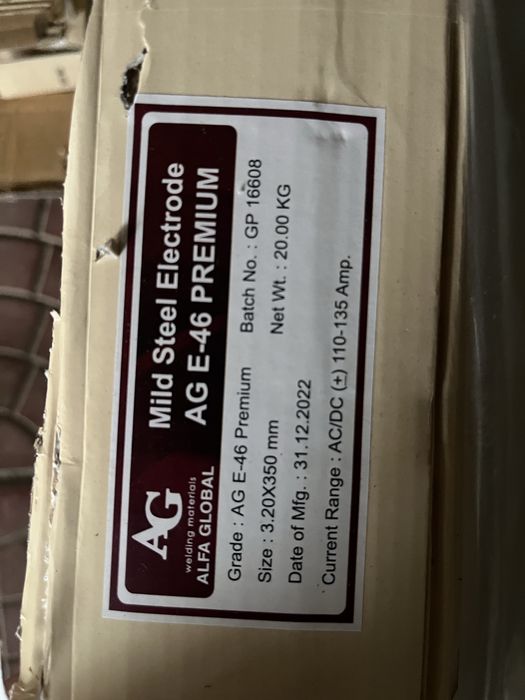 AG
welding materials
ALFA GLOBAL
Mild Steel Electrode
AG E-46 PREMIUM
Grade : AG E-46 Premium Batch No. : GP 16608
Size : 3.20X350 mm Net Wt. : 20.00 KG
Date of Mfg. : 31.12.2022
Current Range : AC/DC (±) 110-135 Amp.